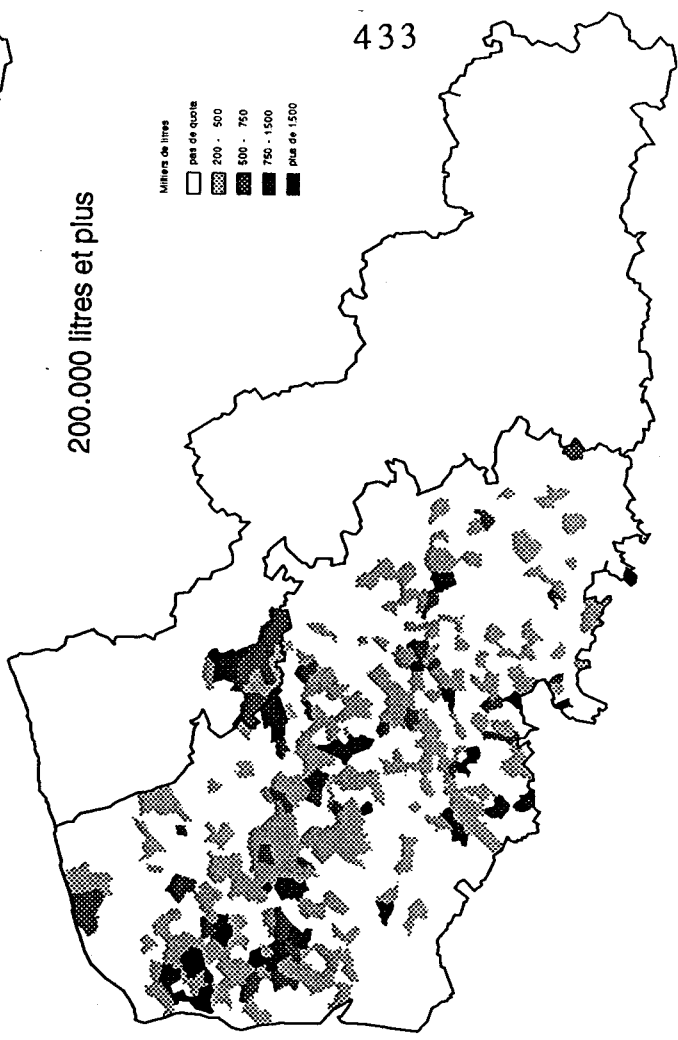 433
200.000 litres et plus
Milliers de litres
pas de quota
200 - 500
500 - 750
750 - 1500
plus de 1500